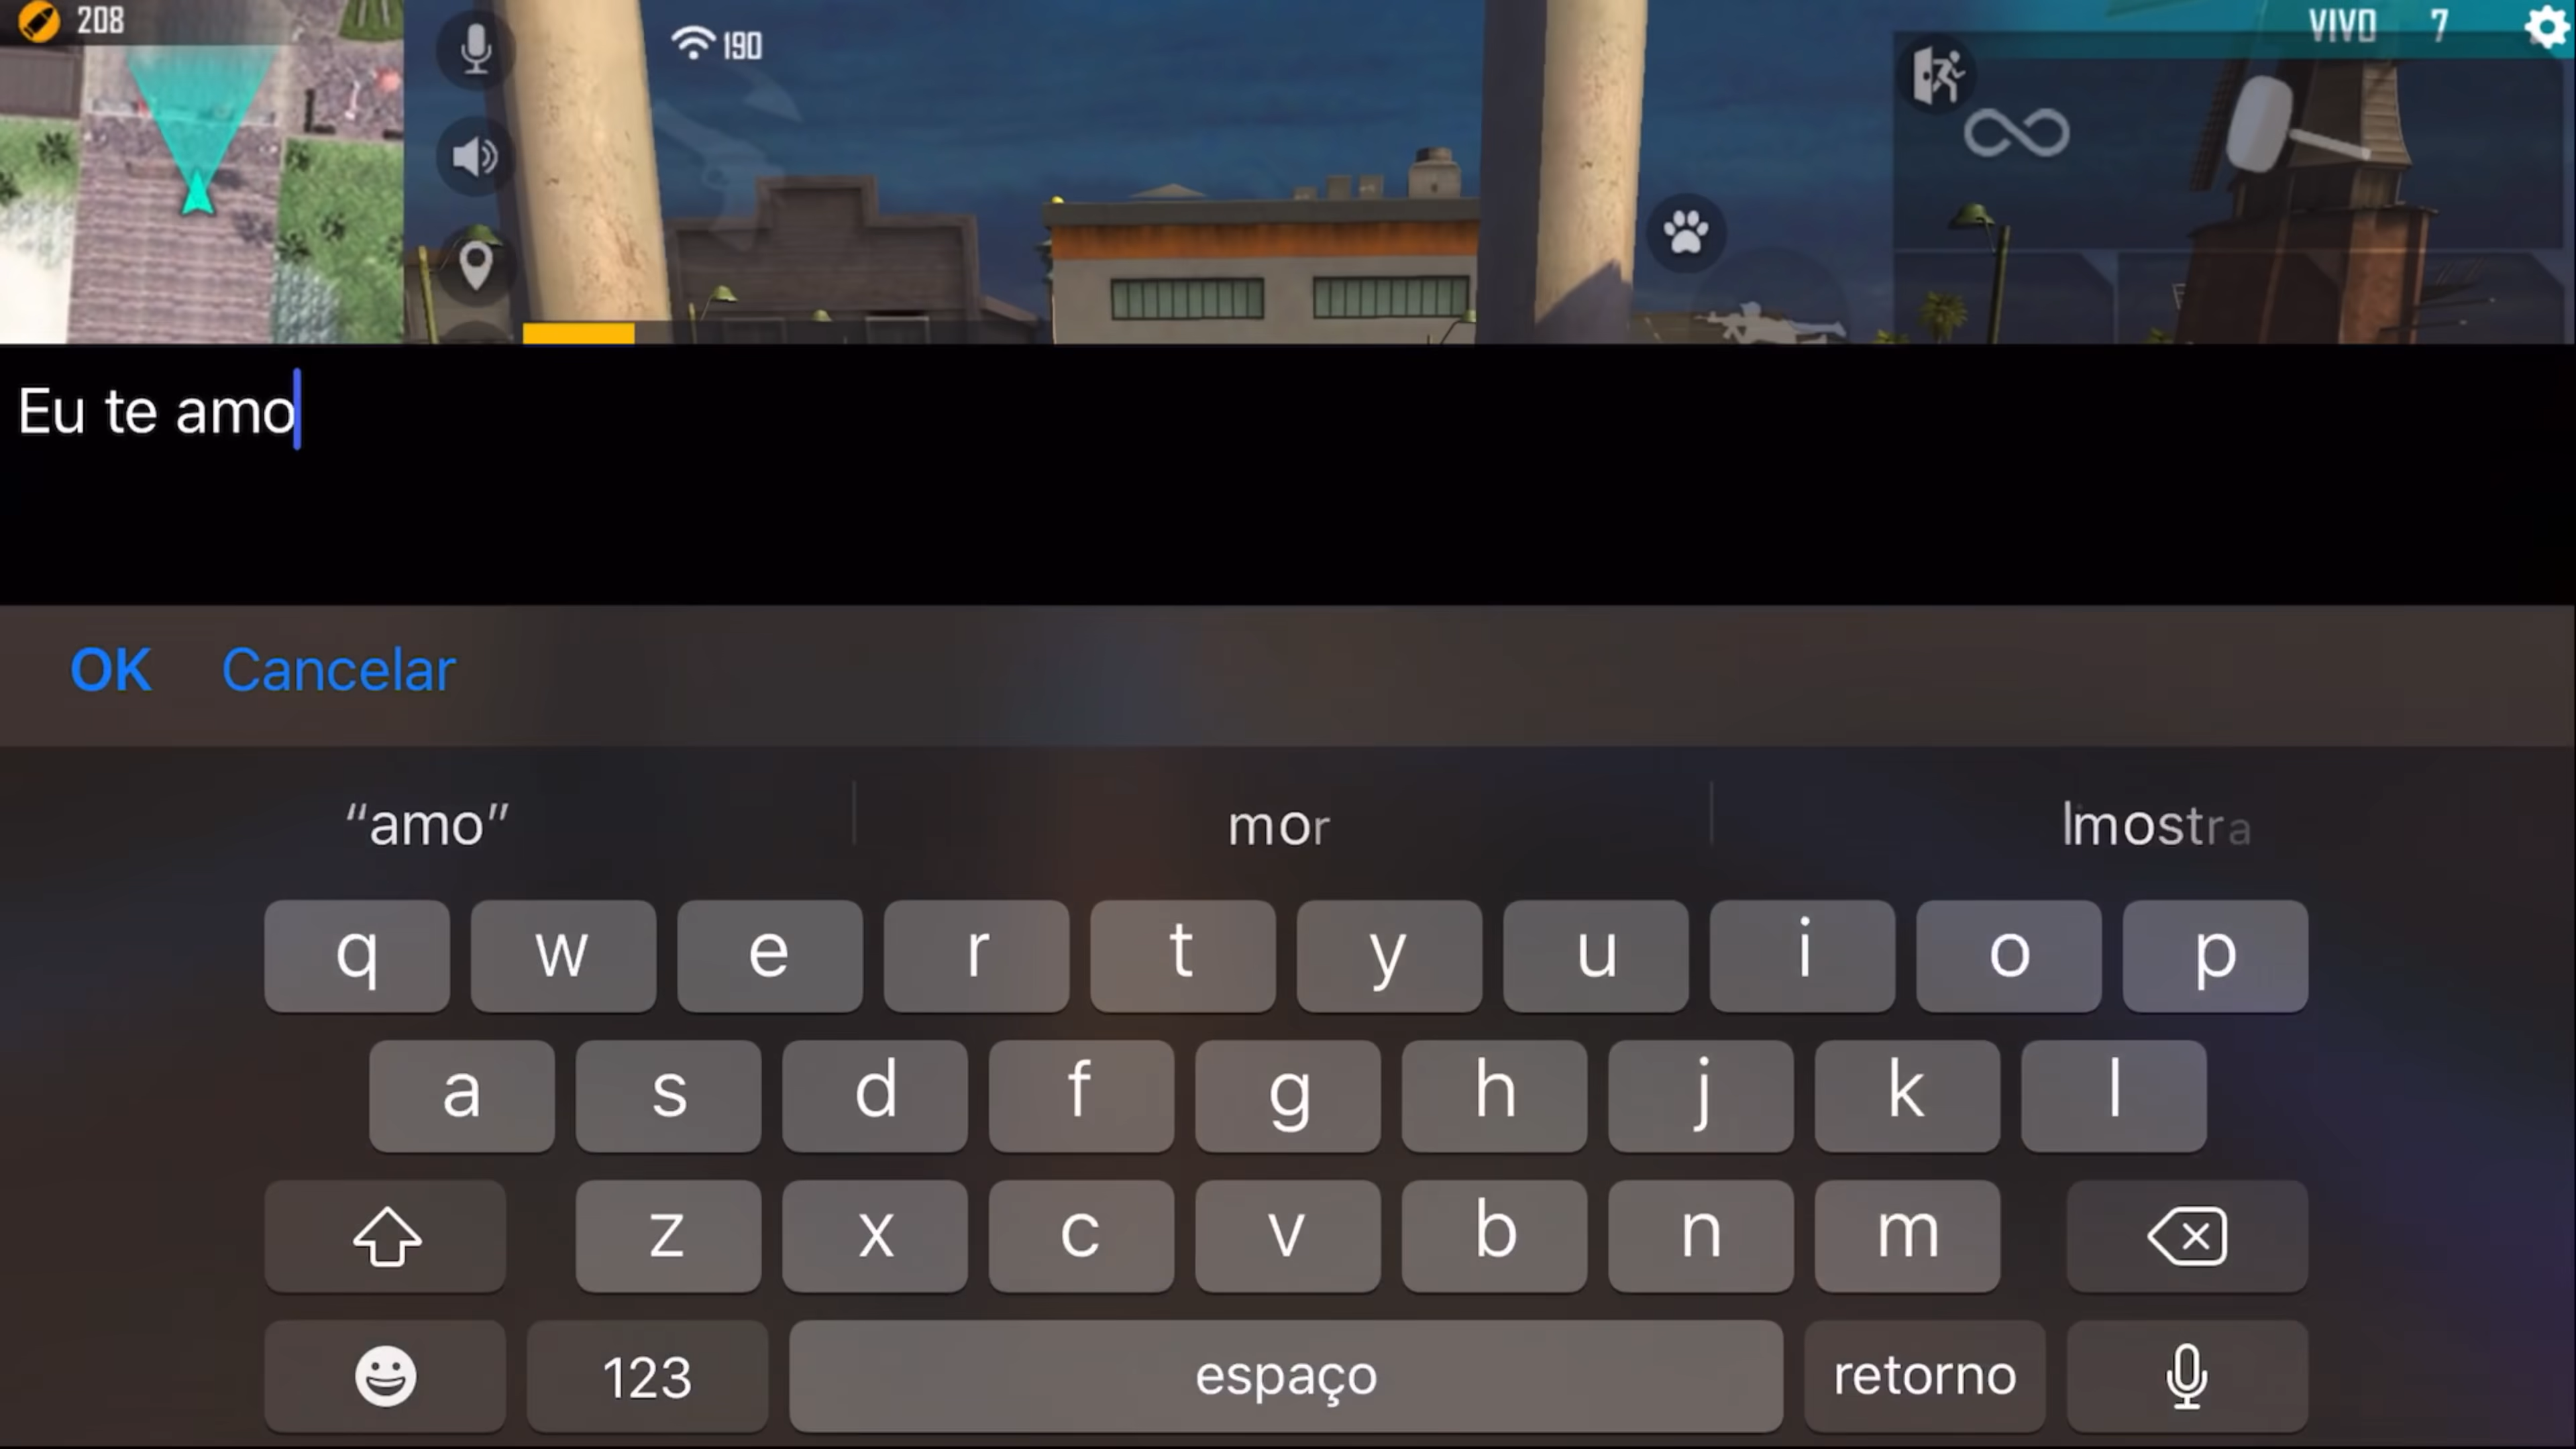 208
190
VIVO 7
Eu te amo
OK Cancelar
“amo” mor lmostra
q w e r t y u i o p
a s d f g h j k l
z x c v b n m
123 espaço retorno